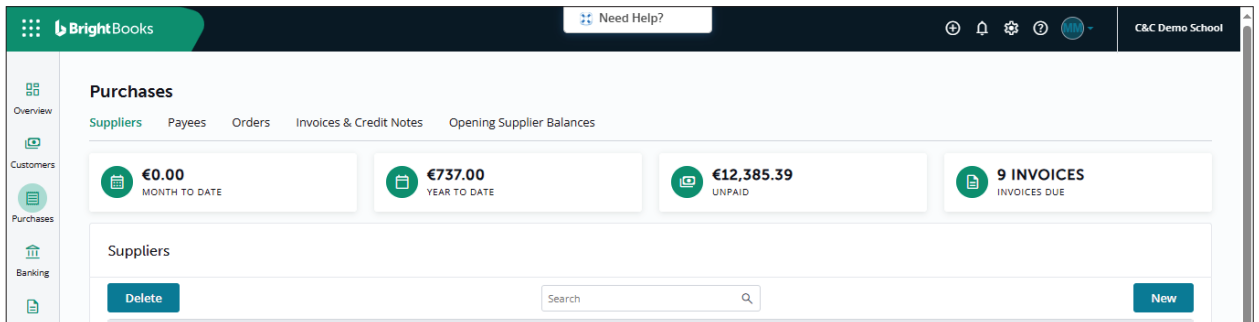 BrightBooks
Need Help?
MM
C&C Demo School
Overview
Customers
Purchases
Banking
Purchases
Suppliers Payees Orders Invoices & Credit Notes Opening Supplier Balances
€0.00
MONTH TO DATE
€737.00
YEAR TO DATE
€12,385.39
UNPAID
9 INVOICES
INVOICES DUE
Suppliers
Delete
Search
New